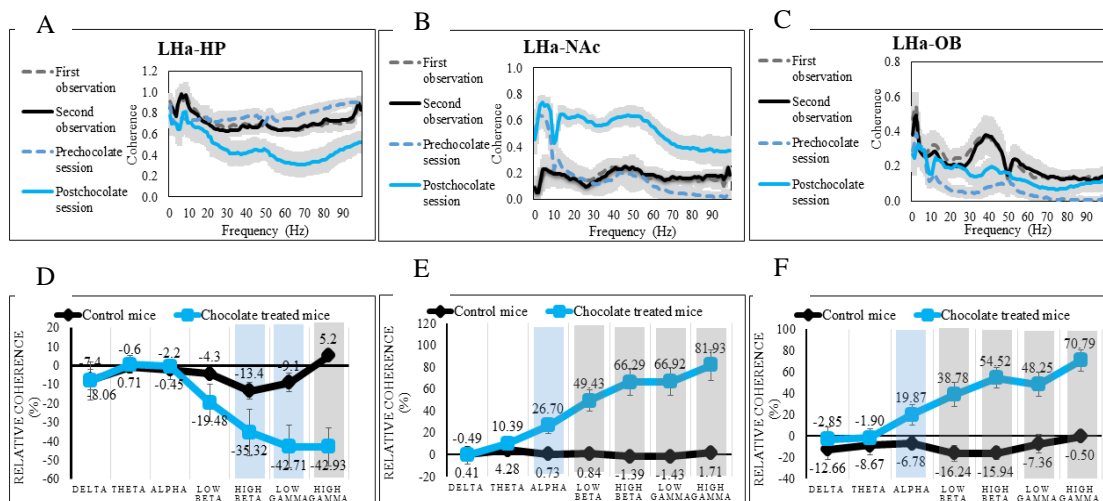 A
LHa-HP
First
observation
Second
observation
Prechocolate
session
Postchocolate
session
Coherence
1.2
1.0
0.8
0.6
0.4
0.2
0.0
0 10 20 30 40 50 60 70 80 90
Frequency (Hz)
B
LHa-NAc
First
observation
Second
observation
Prechocolate
session
Postchocolate
session
Coherence
1.0
0.8
0.6
0.4
0.2
0.0
0 10 20 30 40 50 60 70 80 90
Frequency (Hz)
C
LHa-OB
First
observation
Second
observation
Prechocolate
session
Postchocolate
session
Coherence
0.6
0.4
0.2
0.0
0 10 20 30 40 50 60 70 80 90
Frequency (Hz)
D
Control mice Chocolate treated mice
RELATIVE COHERENCE
(%)
20
10
0
-10
-20
-30
-40
-50
-60
-7.4 -0.6 -2.2 -4.3 -13.4 -9.1 5.2
-8.06 0.71 -0.45 -19.48 -35.32 -42.71 -42.93
DELTA THETA ALPHA LOW BETA HIGH BETA LOW GAMMA HIGH GAMMA
E
Control mice Chocolate treated mice
RELATIVE COHERENCE
(%)
120
100
80
60
40
20
0
-20
-0.49 10.39 26.70 49.43 66.29 66.92 81.93
0.41 4.28 0.73 0.84 -1.39 -1.43 1.71
DELTA THETA ALPHA LOW BETA HIGH BETA LOW GAMMA HIGH GAMMA
F
Control mice Chocolate treated mice
RELATIVE COHERENCE
(%)
100
80
60
40
20
0
-20
-40
-2.85 -1.90 19.87 38.78 54.52 48.25 70.79
-12.66 -8.67 -6.78 -16.24 -15.94 -7.36 -0.50
DELTA THETA ALPHA LOW BETA HIGH BETA LOW GAMMA HIGH GAMMA